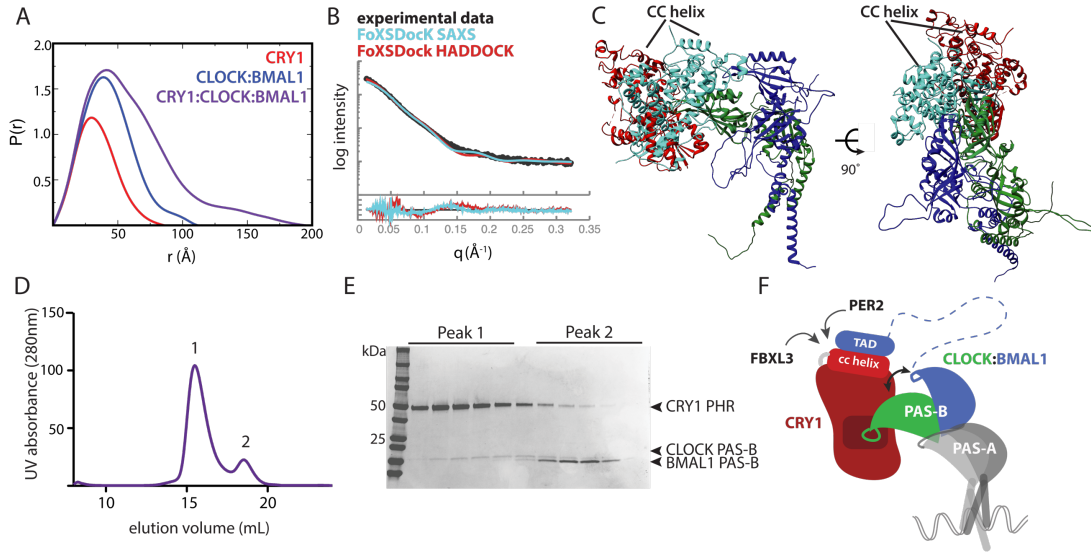 A
CRY1
CLOCK:BMAL1
CRY1:CLOCK:BMAL1
P(r)
2.0
1.5
1.0
0.5
50
100
150
200
r (Å)
B
experimental data
FoXSDocK SAXS
FoXSDock HADDOCK
log intensity
0
0.05
0.1
0.15
0.2
0.25
0.3
0.35
q (Å-1)
C
CC helix
CC helix
90°
D
UV absorbance (280nm)
150
100
50
1
2
10
15
20
elution volume (mL)
E
Peak 1
Peak 2
kDa
50
25
CRY1 PHR
CLOCK PAS-B
BMAL1 PAS-B
F
PER2
FBXL3
TAD
cc helix
CLOCK:BMAL1
CRY1
PAS-B
PAS-A